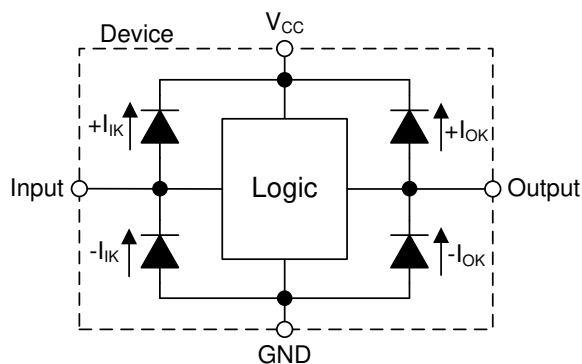 Device
VCC
+IIK
+IOK
Input
Logic
Output
-IIK
-IOK
GND